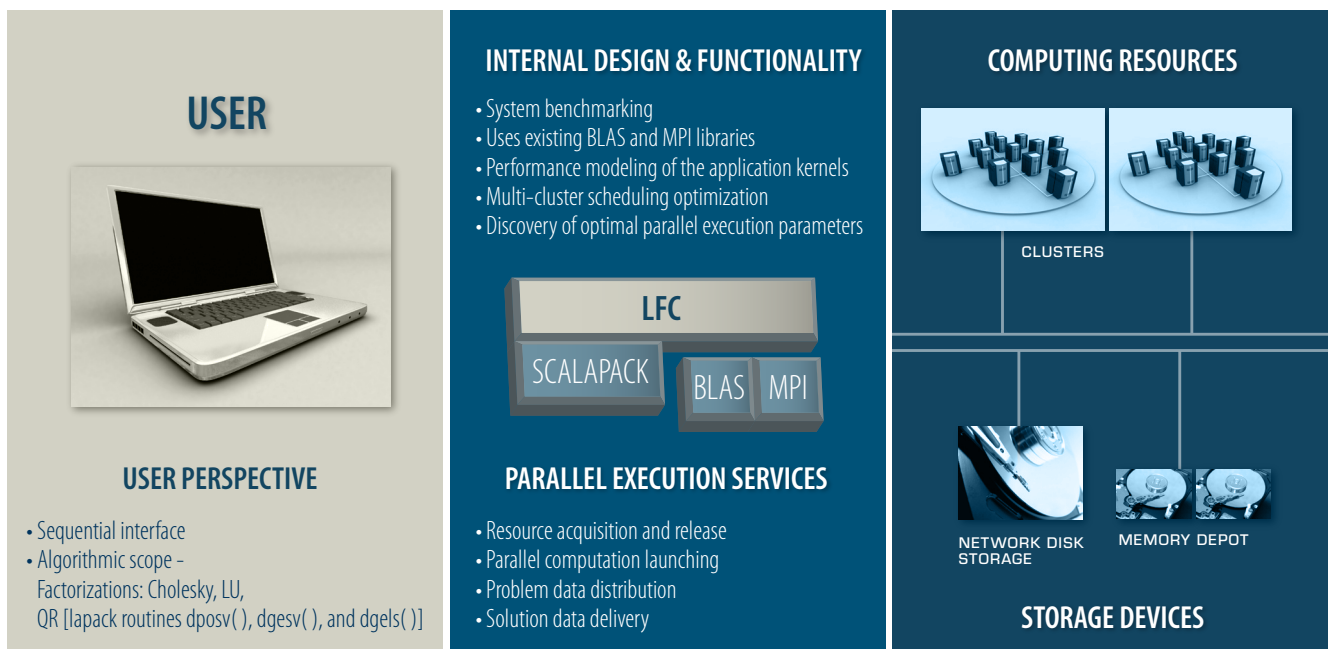 USER
USER PERSPECTIVE
• Sequential interface
• Algorithmic scope -
Factorizations: Cholesky, LU,
QR [lapack routines dposv( ), dgesv( ), and dgels( )]
INTERNAL DESIGN & FUNCTIONALITY
• System benchmarking
• Uses existing BLAS and MPI libraries
• Performance modeling of the application kernels
• Multi-cluster scheduling optimization
• Discovery of optimal parallel execution parameters
LFC
SCALAPACK
BLAS MPI
PARALLEL EXECUTION SERVICES
• Resource acquisition and release
• Parallel computation launching
• Problem data distribution
• Solution data delivery
COMPUTING RESOURCES
CLUSTERS
NETWORK DISK
STORAGE
MEMORY DEPOT
STORAGE DEVICES